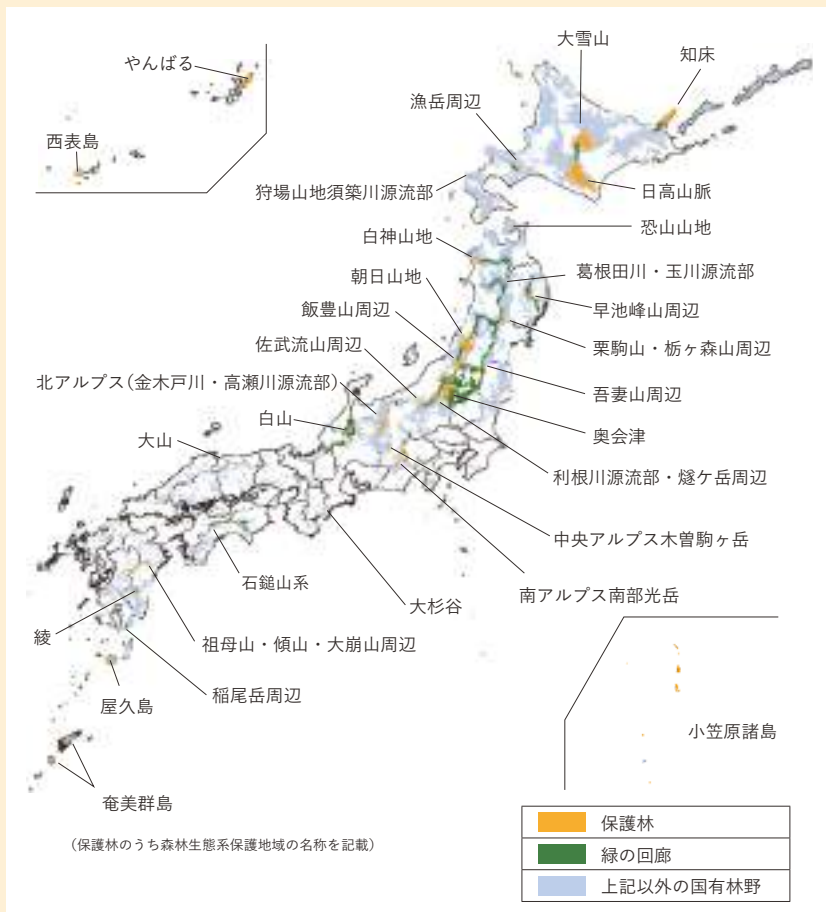 大雪山
やんばる
知床
漁岳周辺
西表島
狩場山地須築川源流部
日高山脈
恐山山地
白神山地
葛根田川・玉川源流部
朝日山地
飯豊山周辺
早池峰山周辺
佐武流山周辺
栗駒山・栃ヶ森山周辺
北アルプス(金木戸川・高瀬川源流部)
吾妻山周辺
白山
大山
奥会津
利根川源流部・燧ケ岳周辺
中央アルプス木曽駒ヶ岳
石鎚山系
南アルプス南部光岳
大杉谷
綾
祖母山・傾山・大崩山周辺
稲尾岳周辺
屋久島
小笠原諸島
奄美群島
(保護林のうち森林生態系保護地域の名称を記載)
保護林
緑の回廊
上記以外の国有林野